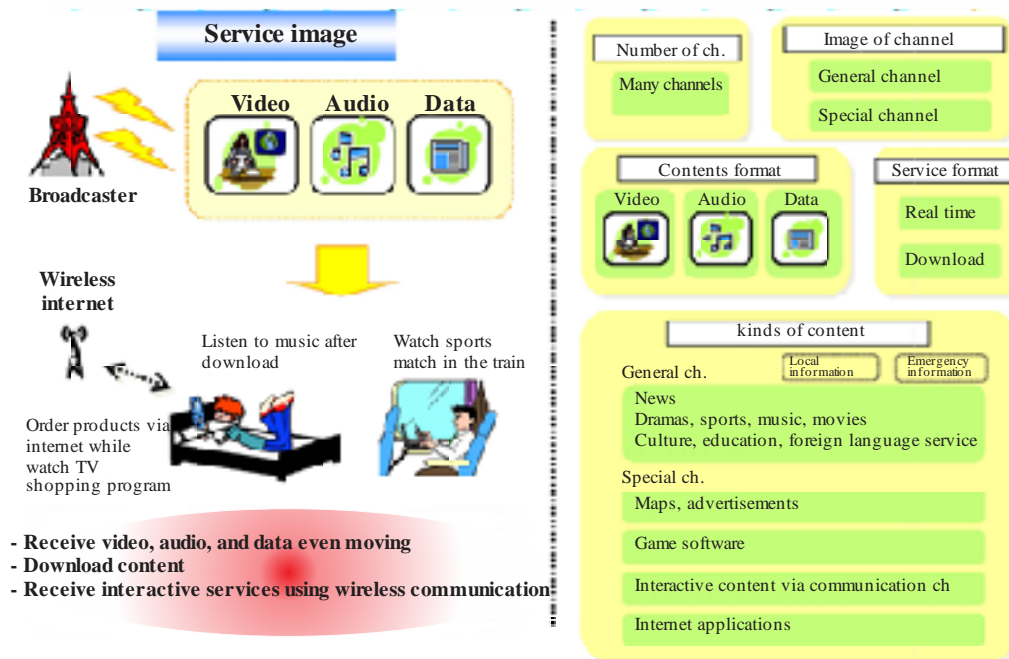 Service image
Video Audio Data
Broadcaster
Wireless
internet
Listen to music after
download
Watch sports
match in the train
Order products via
internet while
watch TV
shopping program
- Receive video, audio, and data even moving
- Download content
- Receive interactive services using wireless communication
Number of ch.
Many channels
Image of channel
General channel
Special channel
Contents format
Video Audio Data
Service format
Real time
Download
kinds of content
General ch.
Local
information
Emergency
information
News
Dramas, sports, music, movies
Culture, education, foreign language service
Special ch.
Maps, advertisements
Game software
Interactive content via communication ch
Internet applications